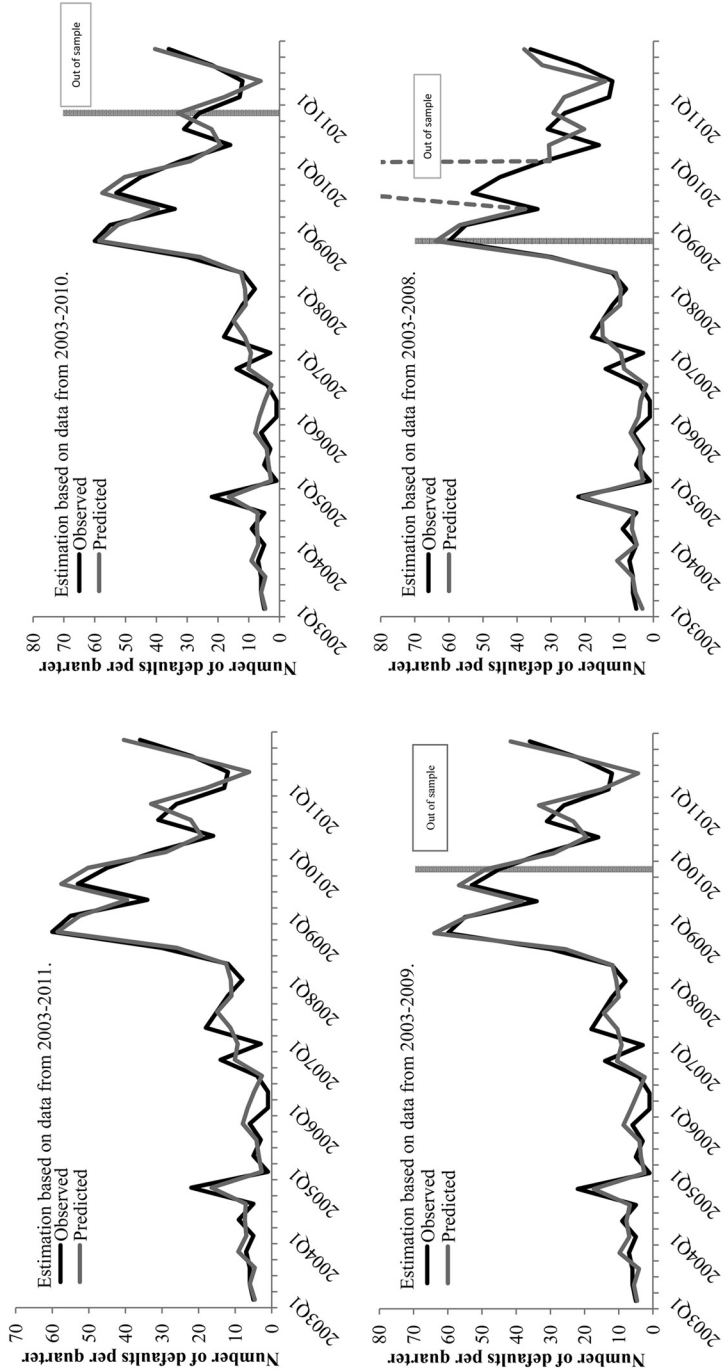 Estimation based on data from 2003-2011.
Observed
Predicted
Number of defaults per quarter
70
60
50
40
30
20
10
0
2003Q1
2004Q1
2005Q1
2006Q1
2007Q1
2008Q1
2009Q1
2010Q1
2011Q1
Estimation based on data from 2003-2010.
Observed
Predicted
Out of sample
Number of defaults per quarter
80
70
60
50
40
30
20
10
0
2003Q1
2004Q1
2005Q1
2006Q1
2007Q1
2008Q1
2009Q1
2010Q1
2011Q1
Estimation based on data from 2003-2009.
Observed
Predicted
Out of sample
Number of defaults per quarter
80
70
60
50
40
30
20
10
0
2003Q1
2004Q1
2005Q1
2006Q1
2007Q1
2008Q1
2009Q1
2010Q1
2011Q1
Estimation based on data from 2003-2008.
Observed
Predicted
Out of sample
Number of defaults per quarter
80
70
60
50
40
30
20
10
0
2003Q1
2004Q1
2005Q1
2006Q1
2007Q1
2008Q1
2009Q1
2010Q1
2011Q1